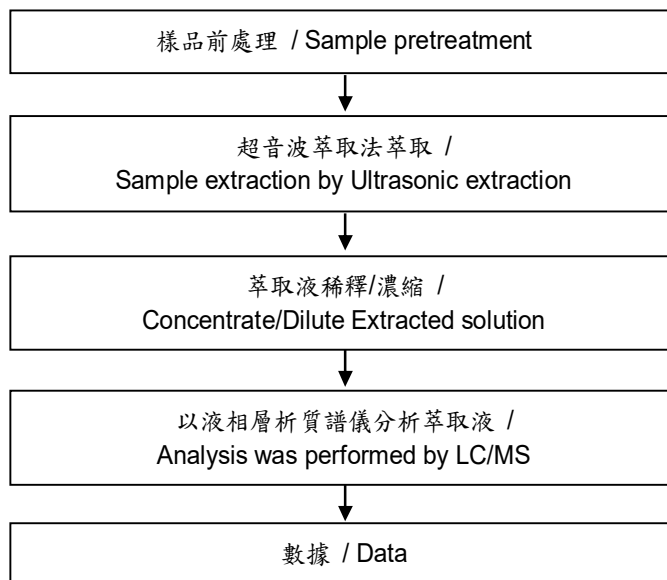 樣品前處理 / Sample pretreatment
超音波萃取法萃取 /
Sample extraction by Ultrasonic extraction
萃取液稀釋/濃縮 /
Concentrate/Dilute Extracted solution
以液相層析質譜儀分析萃取液 /
Analysis was performed by LC/MS
數據 / Data